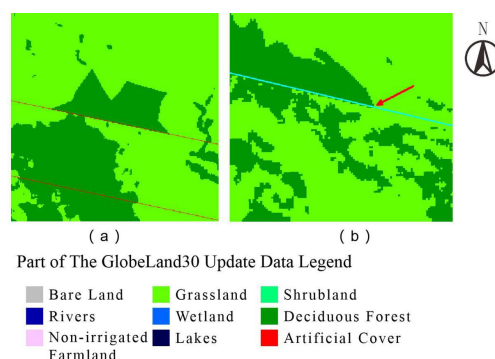 N
( a )
( b )
Part of The GlobeLand30 Update Data Legend
Bare Land
Grassland
Shrubland
Rivers
Wetland
Deciduous Forest
Non-irrigated
Farmland
Lakes
Artificial Cover